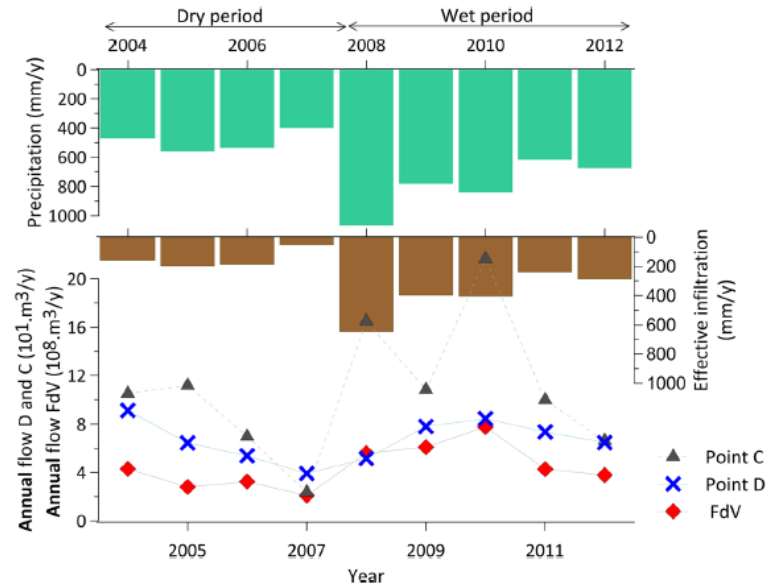 Dry period
Wet period
2004 2006 2008 2010 2012
0
200
400
600
800
1000
Precipitation (mm/y)
0
200
400
600
800
1000
Effective infiltration
(mm/y)
20
16
12
8
4
0
Annual flow D and C (10¹.m3/y)
Annual flow FdV (10⁸.m3/y)
Point C
Point D
FdV
2005 2007 2009 2011
Year